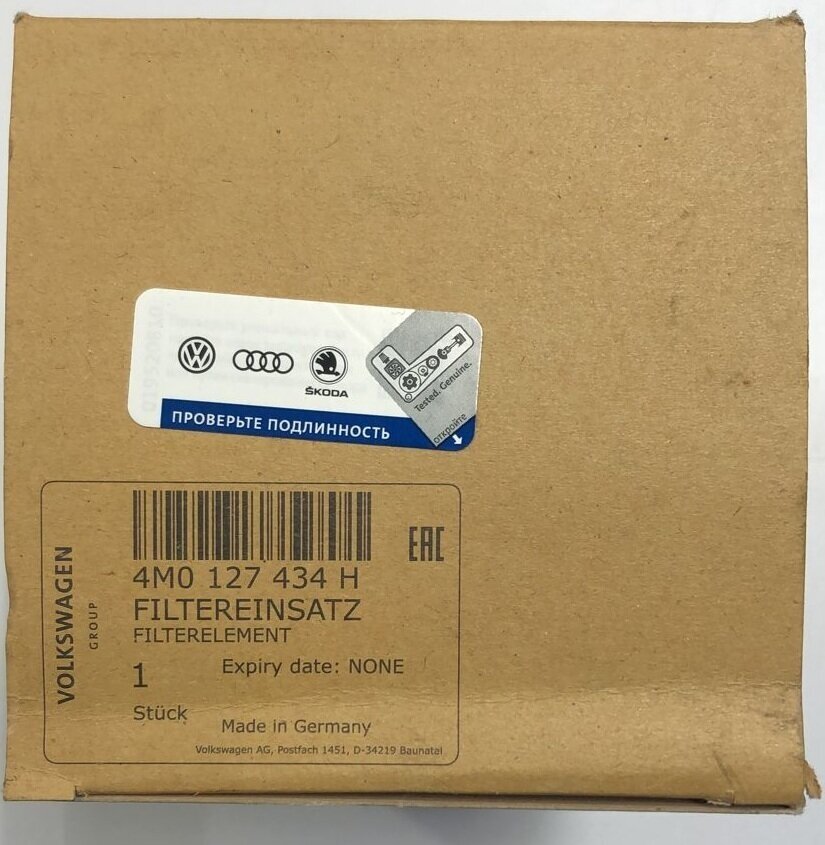 ŠKODA
Tested. Genuine.
ПРОВЕРЬТЕ ПОДЛИННОСТЬ
откройте
VOLKSWAGEN
GROUP
EAC
4M0 127 434 H
FILTEREINSATZ
FILTERELEMENT
1 Expiry date: NONE
Stück
Made in Germany
Volkswagen AG, Postfach 1451, D-34219 Baunatal